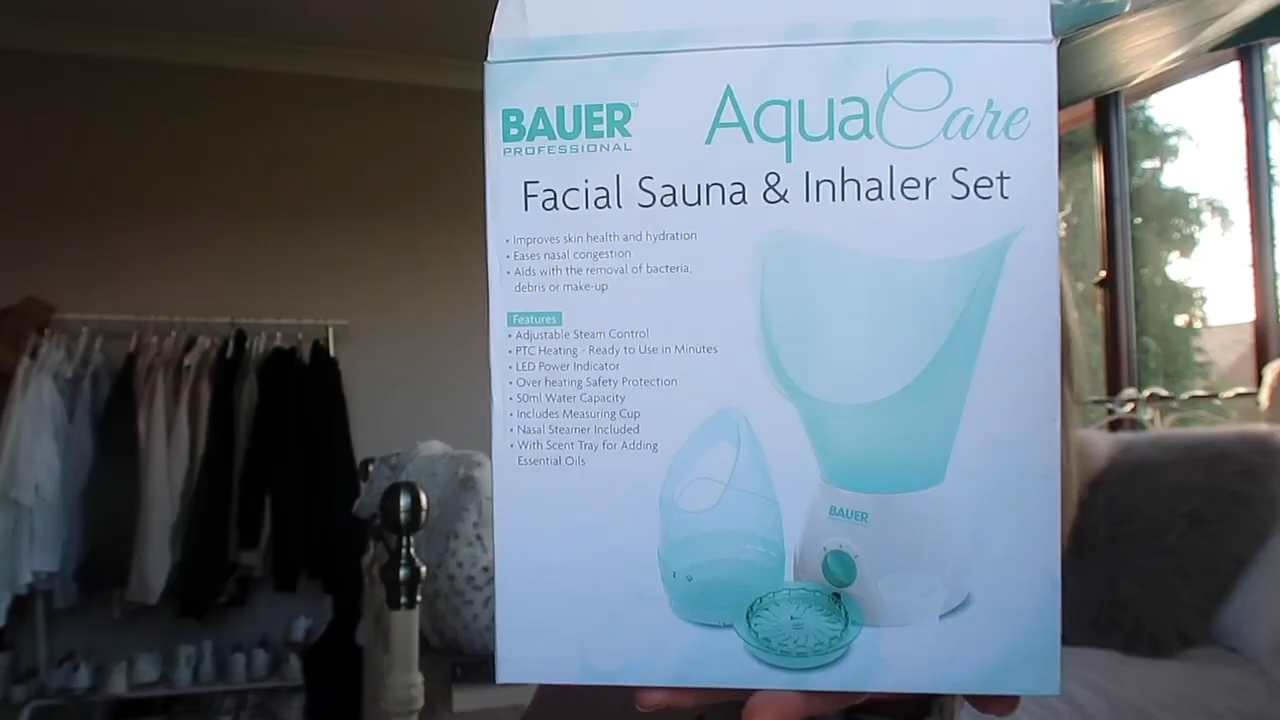 BAUER™
PROFESSIONAL
AquaCare
Facial Sauna & Inhaler Set
• Improves skin health and hydration
• Eases nasal congestion
• Aids with the removal of bacteria,
debris or make-up
Features
• Adjustable Steam Control
• PTC Heating - Ready to Use in Minutes
• LED Power Indicator
• Over heating Safety Protection
• 50ml Water Capacity
• Includes Measuring Cup
• Nasal Steamer Included
• With Scent Tray for Adding
Essential Oils
BAUER